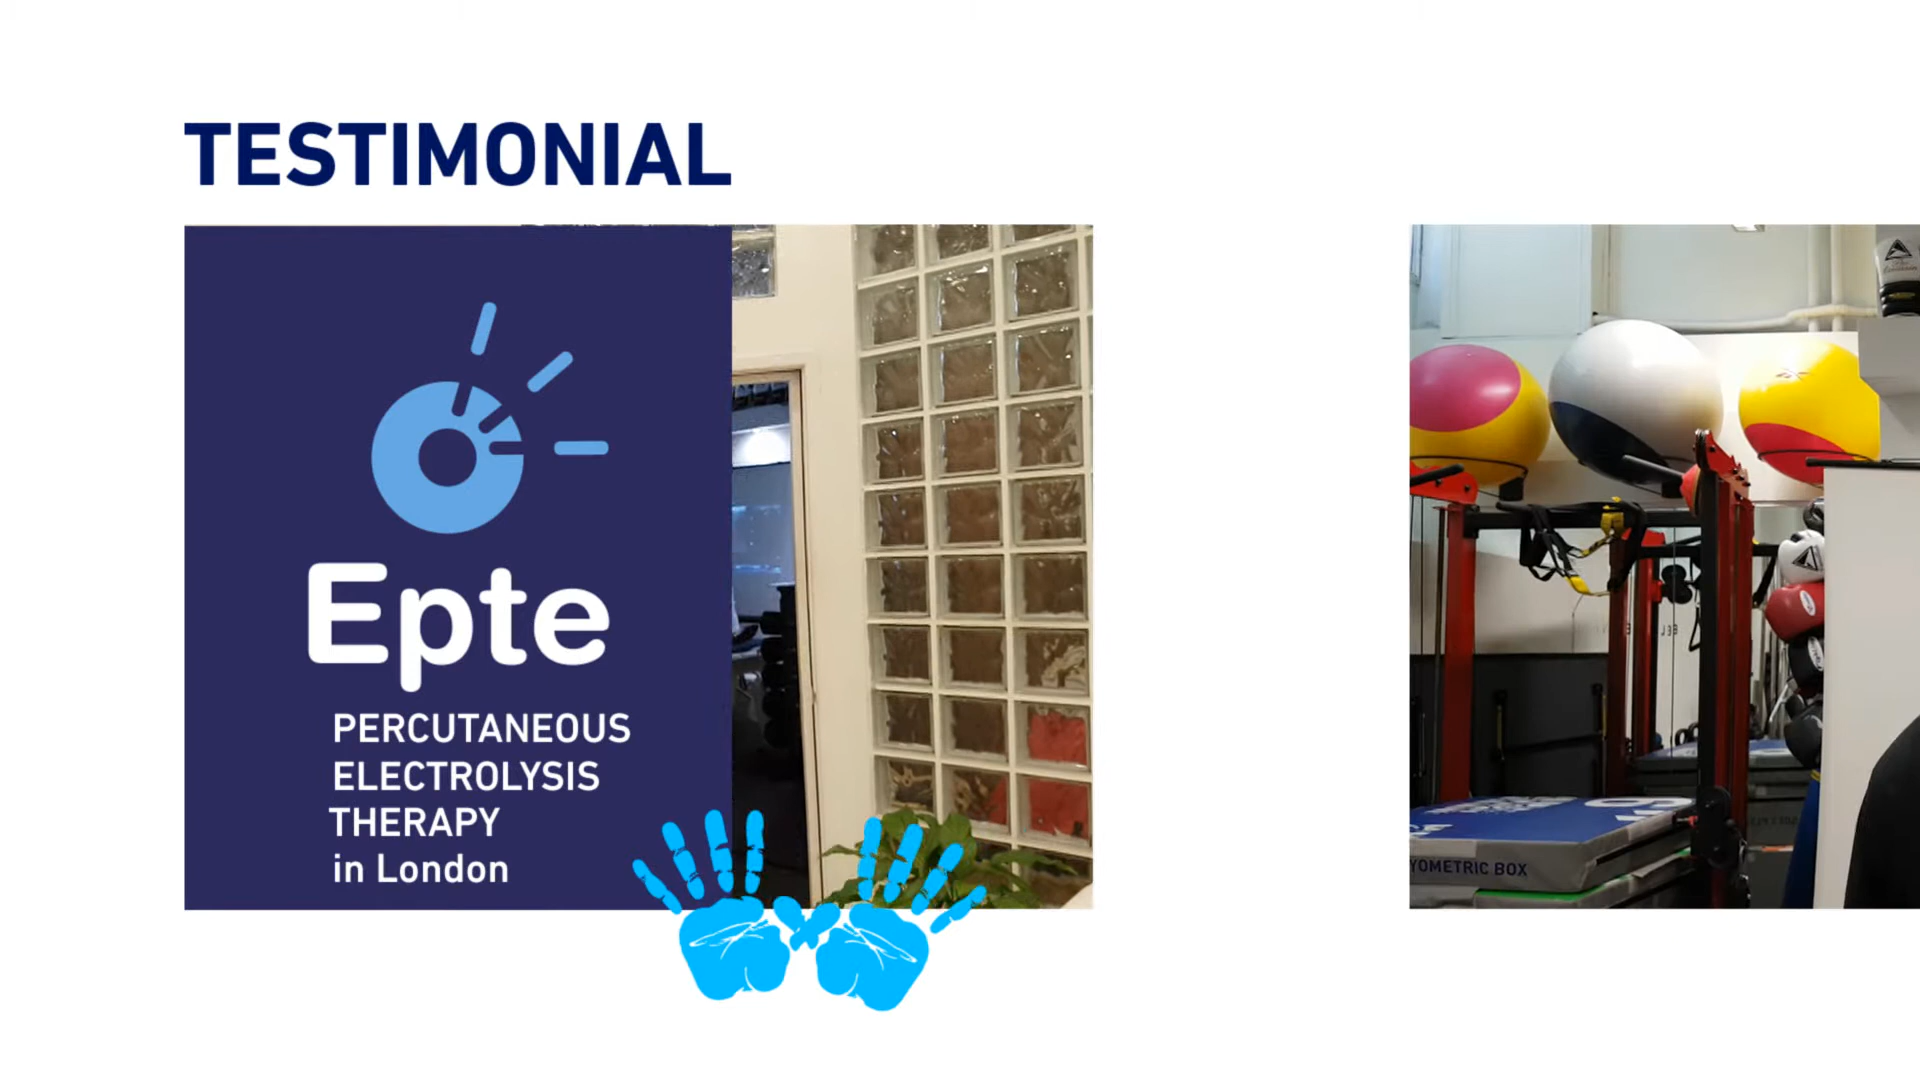 TESTIMONIAL
Epte
PERCUTANEOUS
ELECTROLYSIS
THERAPY
in London
YOMETRIC BOX